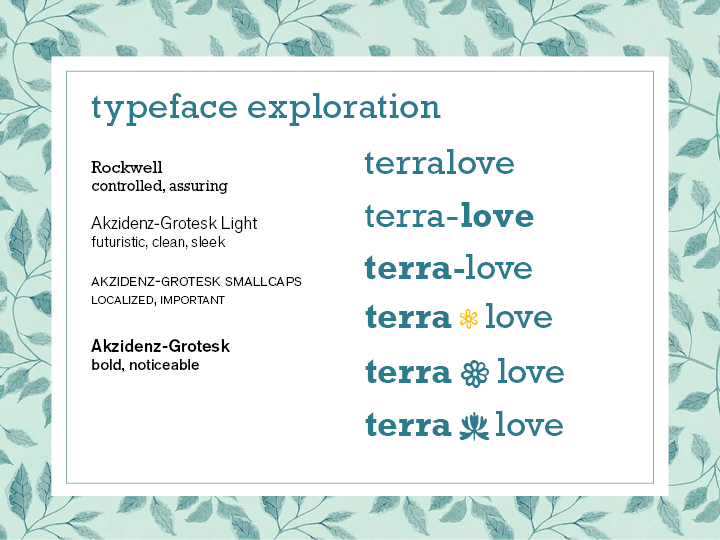 typeface exploration
Rockwell
controlled, assuring
Akzidenz-Grotesk Light
futuristic, clean, sleek
AKZIDENZ-GROTESK SMALLCAPS
LOCALIZED, IMPORTANT
Akzidenz-Grotesk
bold, noticeable
terralove
terra-love
terra-love
terra love
terra love
terra love